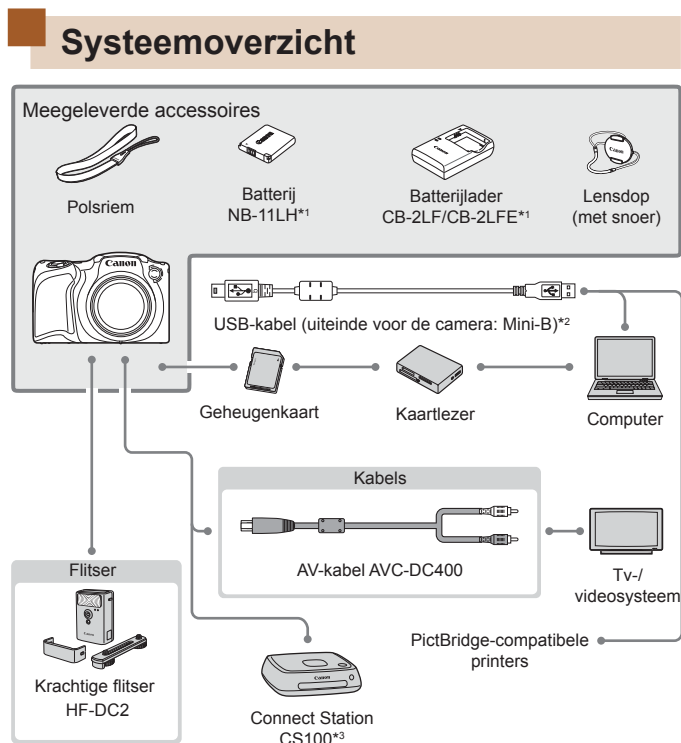 Systeemoverzicht
Meegeleverde accessoires
Polsriem
Batterij
NB-11LH*1
Batterijlader
CB-2LF/CB-2LFE*1
Lensdop
(met snoer)
Canon
USB-kabel (uiteinde voor de camera: Mini-B)*2
Geheugenkaart
Kaartlezer
Computer
Kabels
AV-kabel AVC-DC400
Tv-/
videosysteem
Flitser
Krachtige flitser
HF-DC2
PictBridge-compatibele
printers
Canon
Connect Station
CS100*3